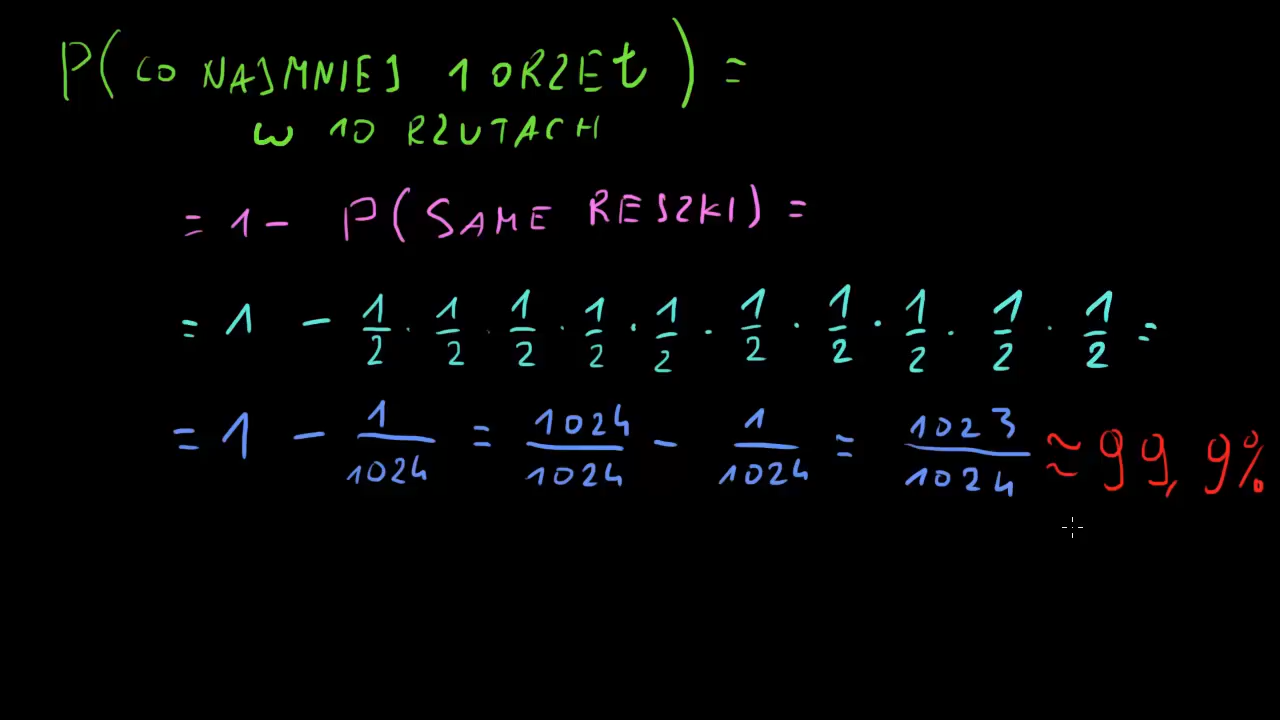 P(CO NAJMNIEJ 1 ORZEŁ) =
W 10 RZUTACH
= 1 - P(SAME RESZKI) =
= 1 - 1/2 · 1/2 · 1/2 · 1/2 · 1/2 · 1/2 · 1/2 · 1/2 · 1/2 · 1/2 =
= 1 - 1/1024 = 1024/1024 - 1/1024 = 1023/1024 ≈ 99,9%